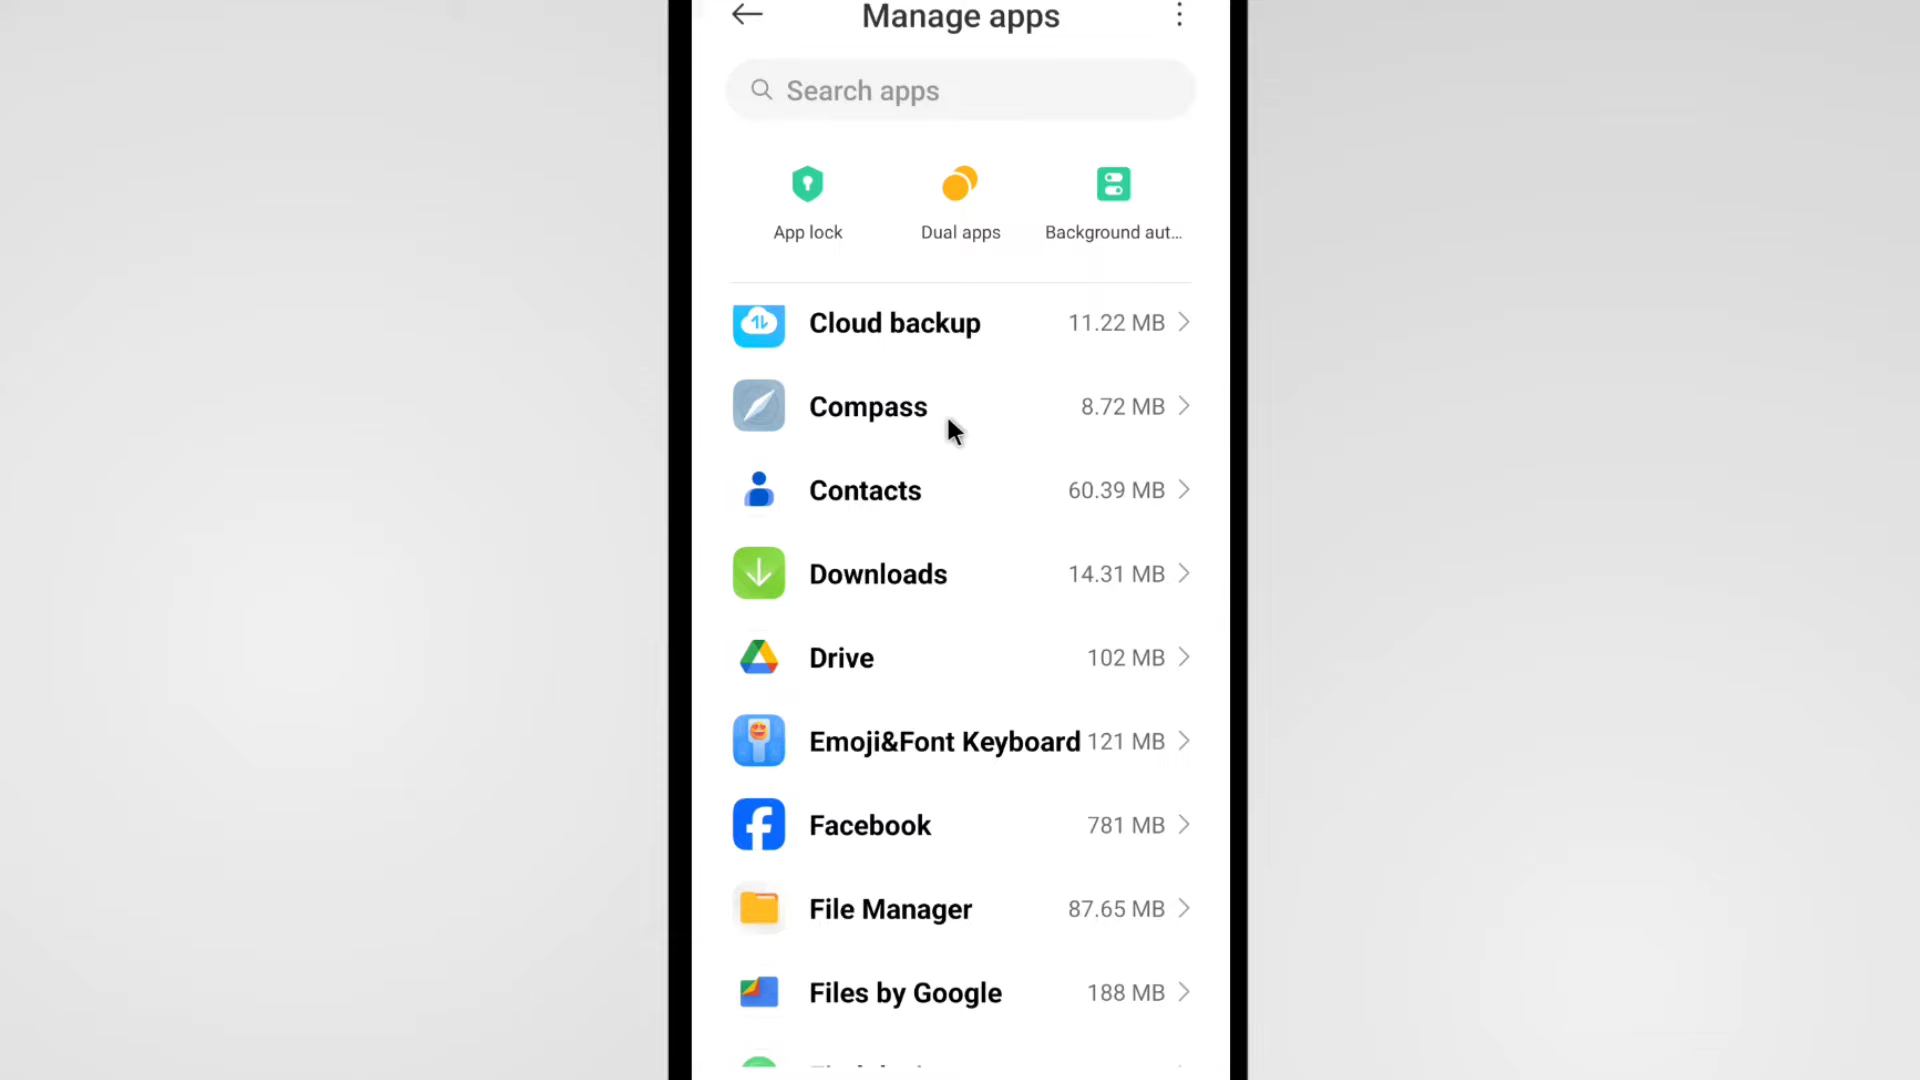 Manage apps
Search apps
App lock
Dual apps
Background aut...
Cloud backup 11.22 MB
Compass 8.72 MB
Contacts 60.39 MB
Downloads 14.31 MB
Drive 102 MB
Emoji&Font Keyboard 121 MB
Facebook 781 MB
File Manager 87.65 MB
Files by Google 188 MB